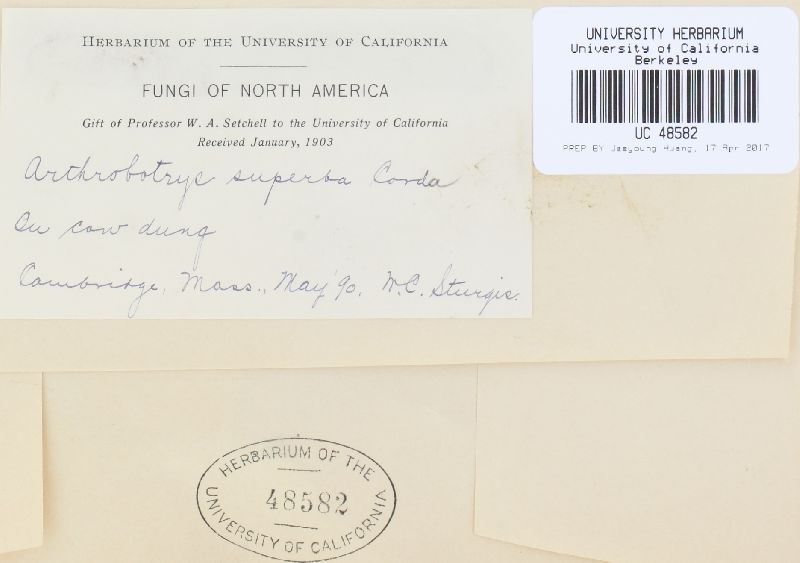 HERBARIUM OF THE UNIVERSITY OF CALIFORNIA
FUNGI OF NORTH AMERICA
Gift of Professor W. A. Setchell to the University of California
Received January, 1903
Arthrobotrys superba Corda
On cow dung
Cambridge, Mass., May '90. W.C. Sturgis.
UNIVERSITY HERBARIUM
University of California
Berkeley
UC 48582
PREP BY Jaeyoung Hwang, 17 Apr 2017
HERBARIUM OF THE
48582
UNIVERSITY OF CALIFORNIA